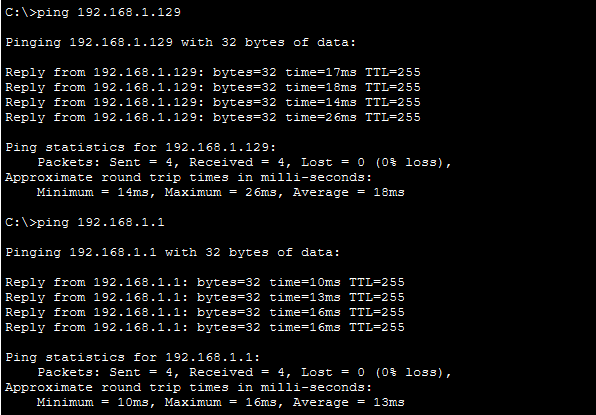 C:\>ping 192.168.1.129
Pinging 192.168.1.129 with 32 bytes of data:
Reply from 192.168.1.129: bytes=32 time=17ms TTL=255
Reply from 192.168.1.129: bytes=32 time=18ms TTL=255
Reply from 192.168.1.129: bytes=32 time=14ms TTL=255
Reply from 192.168.1.129: bytes=32 time=26ms TTL=255
Ping statistics for 192.168.1.129:
    Packets: Sent = 4, Received = 4, Lost = 0 (0% loss),
Approximate round trip times in milli-seconds:
    Minimum = 14ms, Maximum = 26ms, Average = 18ms
C:\>ping 192.168.1.1
Pinging 192.168.1.1 with 32 bytes of data:
Reply from 192.168.1.1: bytes=32 time=10ms TTL=255
Reply from 192.168.1.1: bytes=32 time=13ms TTL=255
Reply from 192.168.1.1: bytes=32 time=16ms TTL=255
Reply from 192.168.1.1: bytes=32 time=16ms TTL=255
Ping statistics for 192.168.1.1:
    Packets: Sent = 4, Received = 4, Lost = 0 (0% loss),
Approximate round trip times in milli-seconds:
    Minimum = 10ms, Maximum = 16ms, Average = 13ms